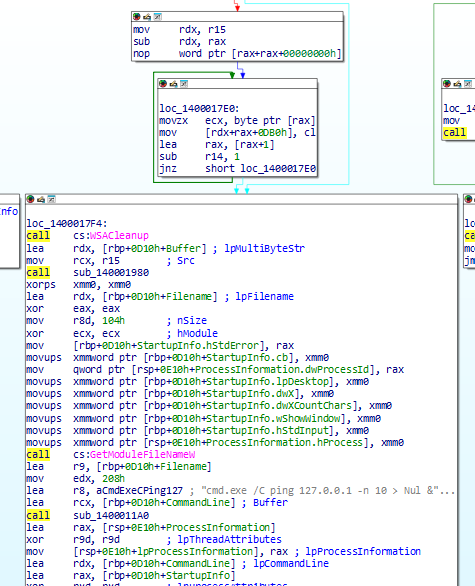 mov rdx, r15
sub rdx, rax
nop word ptr [rax+rax+00000000h]
loc_1400017E0:
movzx ecx, byte ptr [rax]
mov [rdx+rax+0DB0h], cl
lea rax, [rax+1]
sub r14, 1
jnz short loc_1400017E0
loc_14
mov
call
nfo
loc_1400017F4:
call cs:WSACleanup
lea rdx, [rbp+0D10h+Buffer] ; lpMultiByteStr
mov rcx, r15 ; Src
call sub_140001980
xorps xmm0, xmm0
lea rdx, [rbp+0D10h+Filename] ; lpFilename
xor eax, eax
mov r8d, 104h ; nSize
xor ecx, ecx ; hModule
mov [rbp+0D10h+StartupInfo.hStdError], rax
movups xmmword ptr [rbp+0D10h+StartupInfo.cb], xmm0
mov qword ptr [rsp+0E10h+ProcessInformation.dwProcessId], rax
movups xmmword ptr [rbp+0D10h+StartupInfo.lpDesktop], xmm0
movups xmmword ptr [rbp+0D10h+StartupInfo.dwX], xmm0
movups xmmword ptr [rbp+0D10h+StartupInfo.dwXCountChars], xmm0
movups xmmword ptr [rbp+0D10h+StartupInfo.wShowWindow], xmm0
movups xmmword ptr [rbp+0D10h+StartupInfo.hStdInput], xmm0
movups xmmword ptr [rsp+0E10h+ProcessInformation.hProcess], xmm0
call cs:GetModuleFileNameW
lea r9, [rbp+0D10h+Filename]
mov edx, 208h
lea r8, aCmdExeCPing127 ; "cmd.exe /C ping 127.0.0.1 -n 10 > Nul &"...
lea rcx, [rbp+0D10h+CommandLine] ; Buffer
call sub_1400011A0
lea rax, [rsp+0E10h+ProcessInformation]
xor r9d, r9d ; lpThreadAttributes
mov [rsp+0E10h+lpProcessInformation], rax ; lpProcessInformation
lea rdx, [rbp+0D10h+CommandLine] ; lpCommandLine
lea rax, [rbp+0D10h+StartupInfo]
loc_1
call
mov
jm